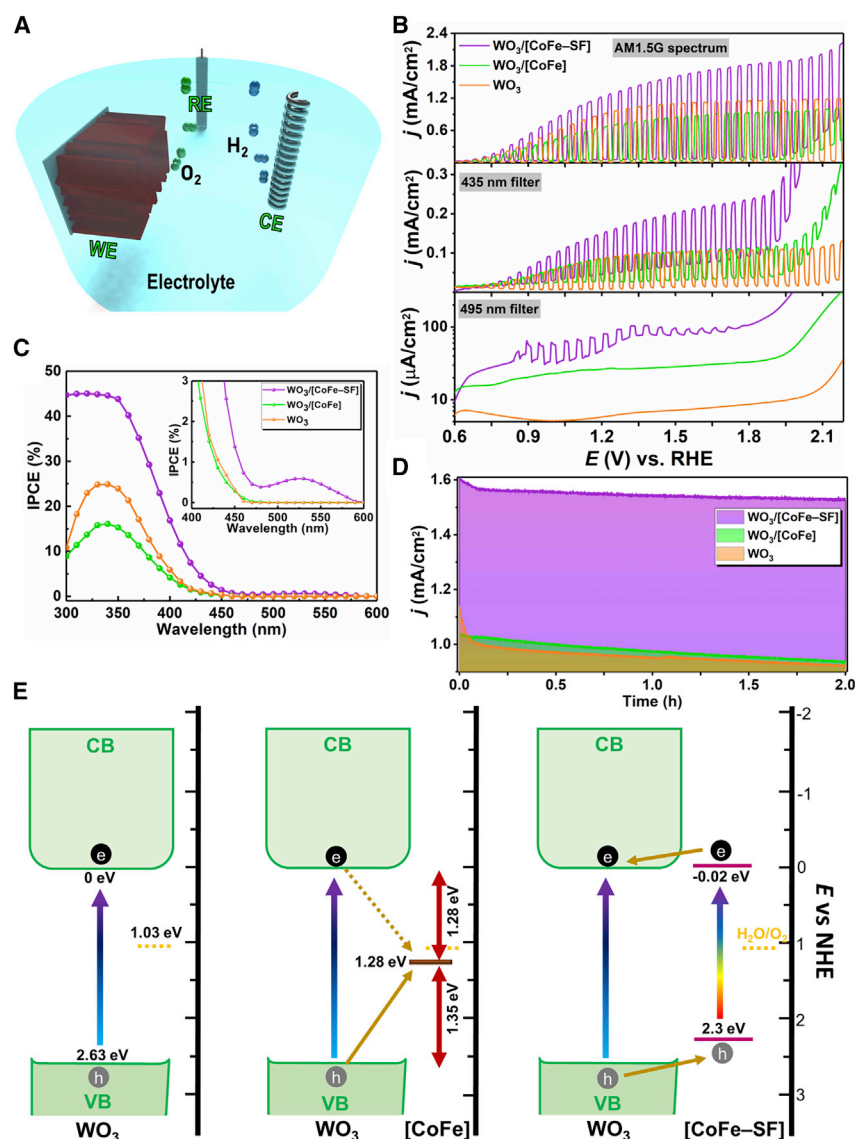 A
RE
H₂
O₂
CE
WE
Electrolyte
B
j (mA/cm²)
1.8
1.2
0.6
WO₃/[CoFe–SF]
WO₃/[CoFe]
WO₃
AM1.5G spectrum
j (mA/cm²)
0.3
0.2
0.1
435 nm filter
j (μA/cm²)
100
10
495 nm filter
0.6 0.9 1.2 1.5 1.8 2.1
E (V) vs. RHE
C
IPCE (%)
50
40
30
20
10
0
300 350 400 450 500 550 600
Wavelength (nm)
IPCE (%)
3
2
1
0
WO₃/[CoFe–SF]
WO₃/[CoFe]
WO₃
400 440 480 520 560 600
Wavelength (nm)
D
j (mA/cm²)
1.6
1.4
1.2
1.0
WO₃/[CoFe–SF]
WO₃/[CoFe]
WO₃
0.0 0.5 1.0 1.5 2.0
Time (h)
E
CB
e
0 eV
1.03 eV
2.63 eV
h
VB
WO₃
CB
e
1.28 eV
1.28 eV
1.35 eV
h
VB
WO₃ [CoFe]
CB
e
e
-0.02 eV
H₂O/O₂
2.3 eV
h
h
VB
WO₃ [CoFe–SF]
-2
-1
0
1
2
3
E vs NHE